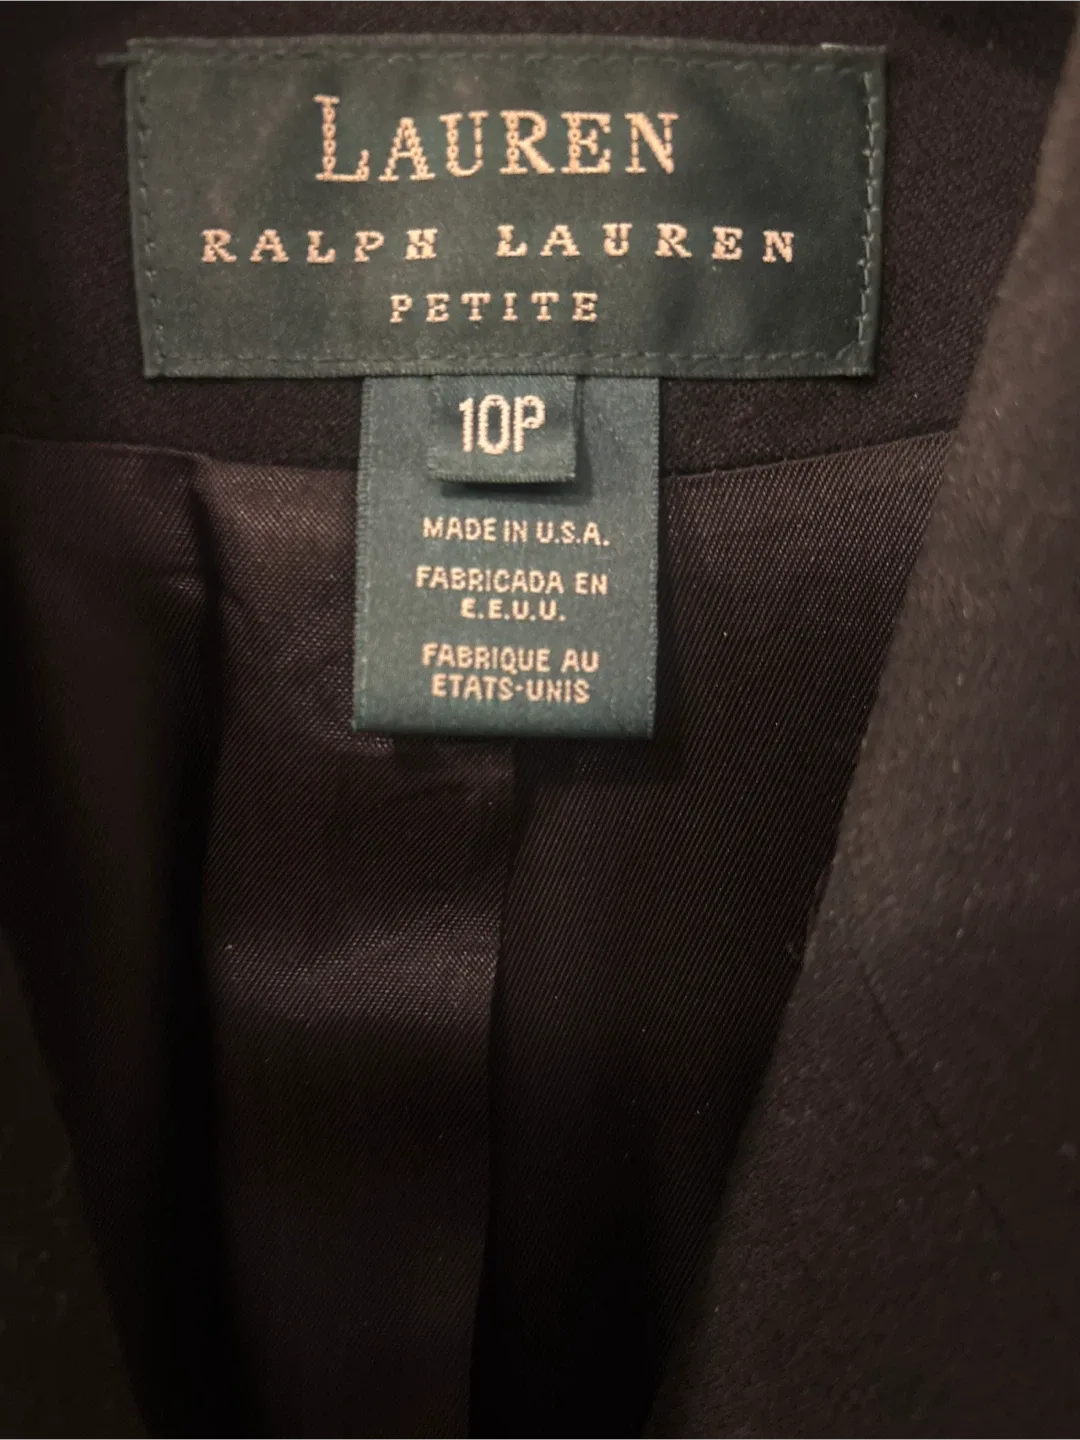 LAUREN
RALPH LAUREN
PETITE
10P
MADE IN U.S.A.
FABRICADA EN
E.E.U.U.
FABRIQUE AU
ETATS-UNIS